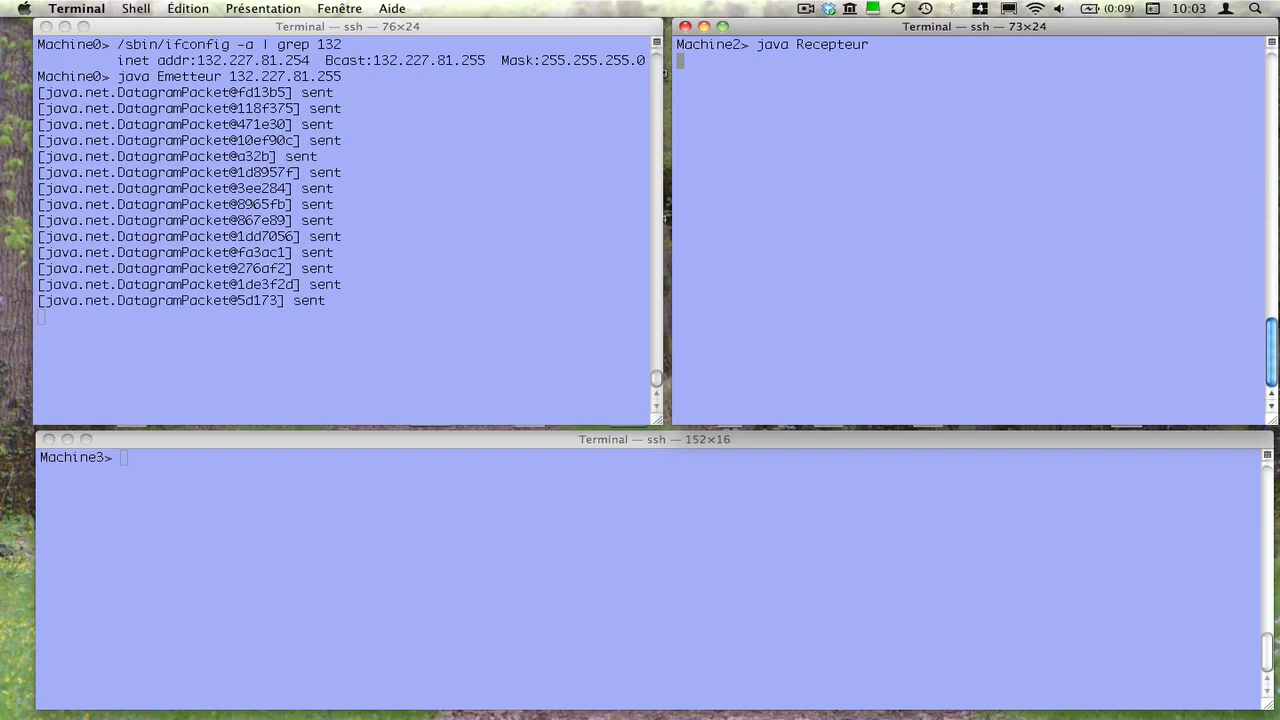 Terminal Shell Édition Présentation Fenêtre Aide 4 (0:09) 10:03
Terminal — ssh — 76×24
Machine0> /sbin/ifconfig -a | grep 132
inet addr:132.227.81.254 Bcast:132.227.81.255 Mask:255.255.255.0
Machine0> java Emetteur 132.227.81.255
[java.net.DatagramPacket@fd13b5] sent
[java.net.DatagramPacket@118f375] sent
[java.net.DatagramPacket@471e30] sent
[java.net.DatagramPacket@10ef90c] sent
[java.net.DatagramPacket@a32b] sent
[java.net.DatagramPacket@1d8957f] sent
[java.net.DatagramPacket@3ee284] sent
[java.net.DatagramPacket@8965fb] sent
[java.net.DatagramPacket@867e89] sent
[java.net.DatagramPacket@1dd7056] sent
[java.net.DatagramPacket@fa3ac1] sent
[java.net.DatagramPacket@276af2] sent
[java.net.DatagramPacket@1de3f2d] sent
[java.net.DatagramPacket@5d173] sent
Terminal — ssh — 73×24
Machine2> java Recepteur
Terminal — ssh — 152×16
Machine3>